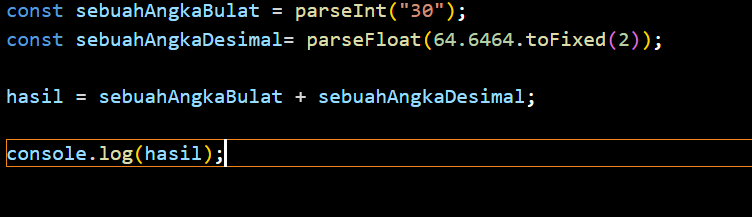 const sebuahAngkaBulat = parseInt("30");
const sebuahAngkaDesimal= parseFloat(64.6464.toFixed(2));
hasil = sebuahAngkaBulat + sebuahAngkaDesimal;
console.log(hasil);